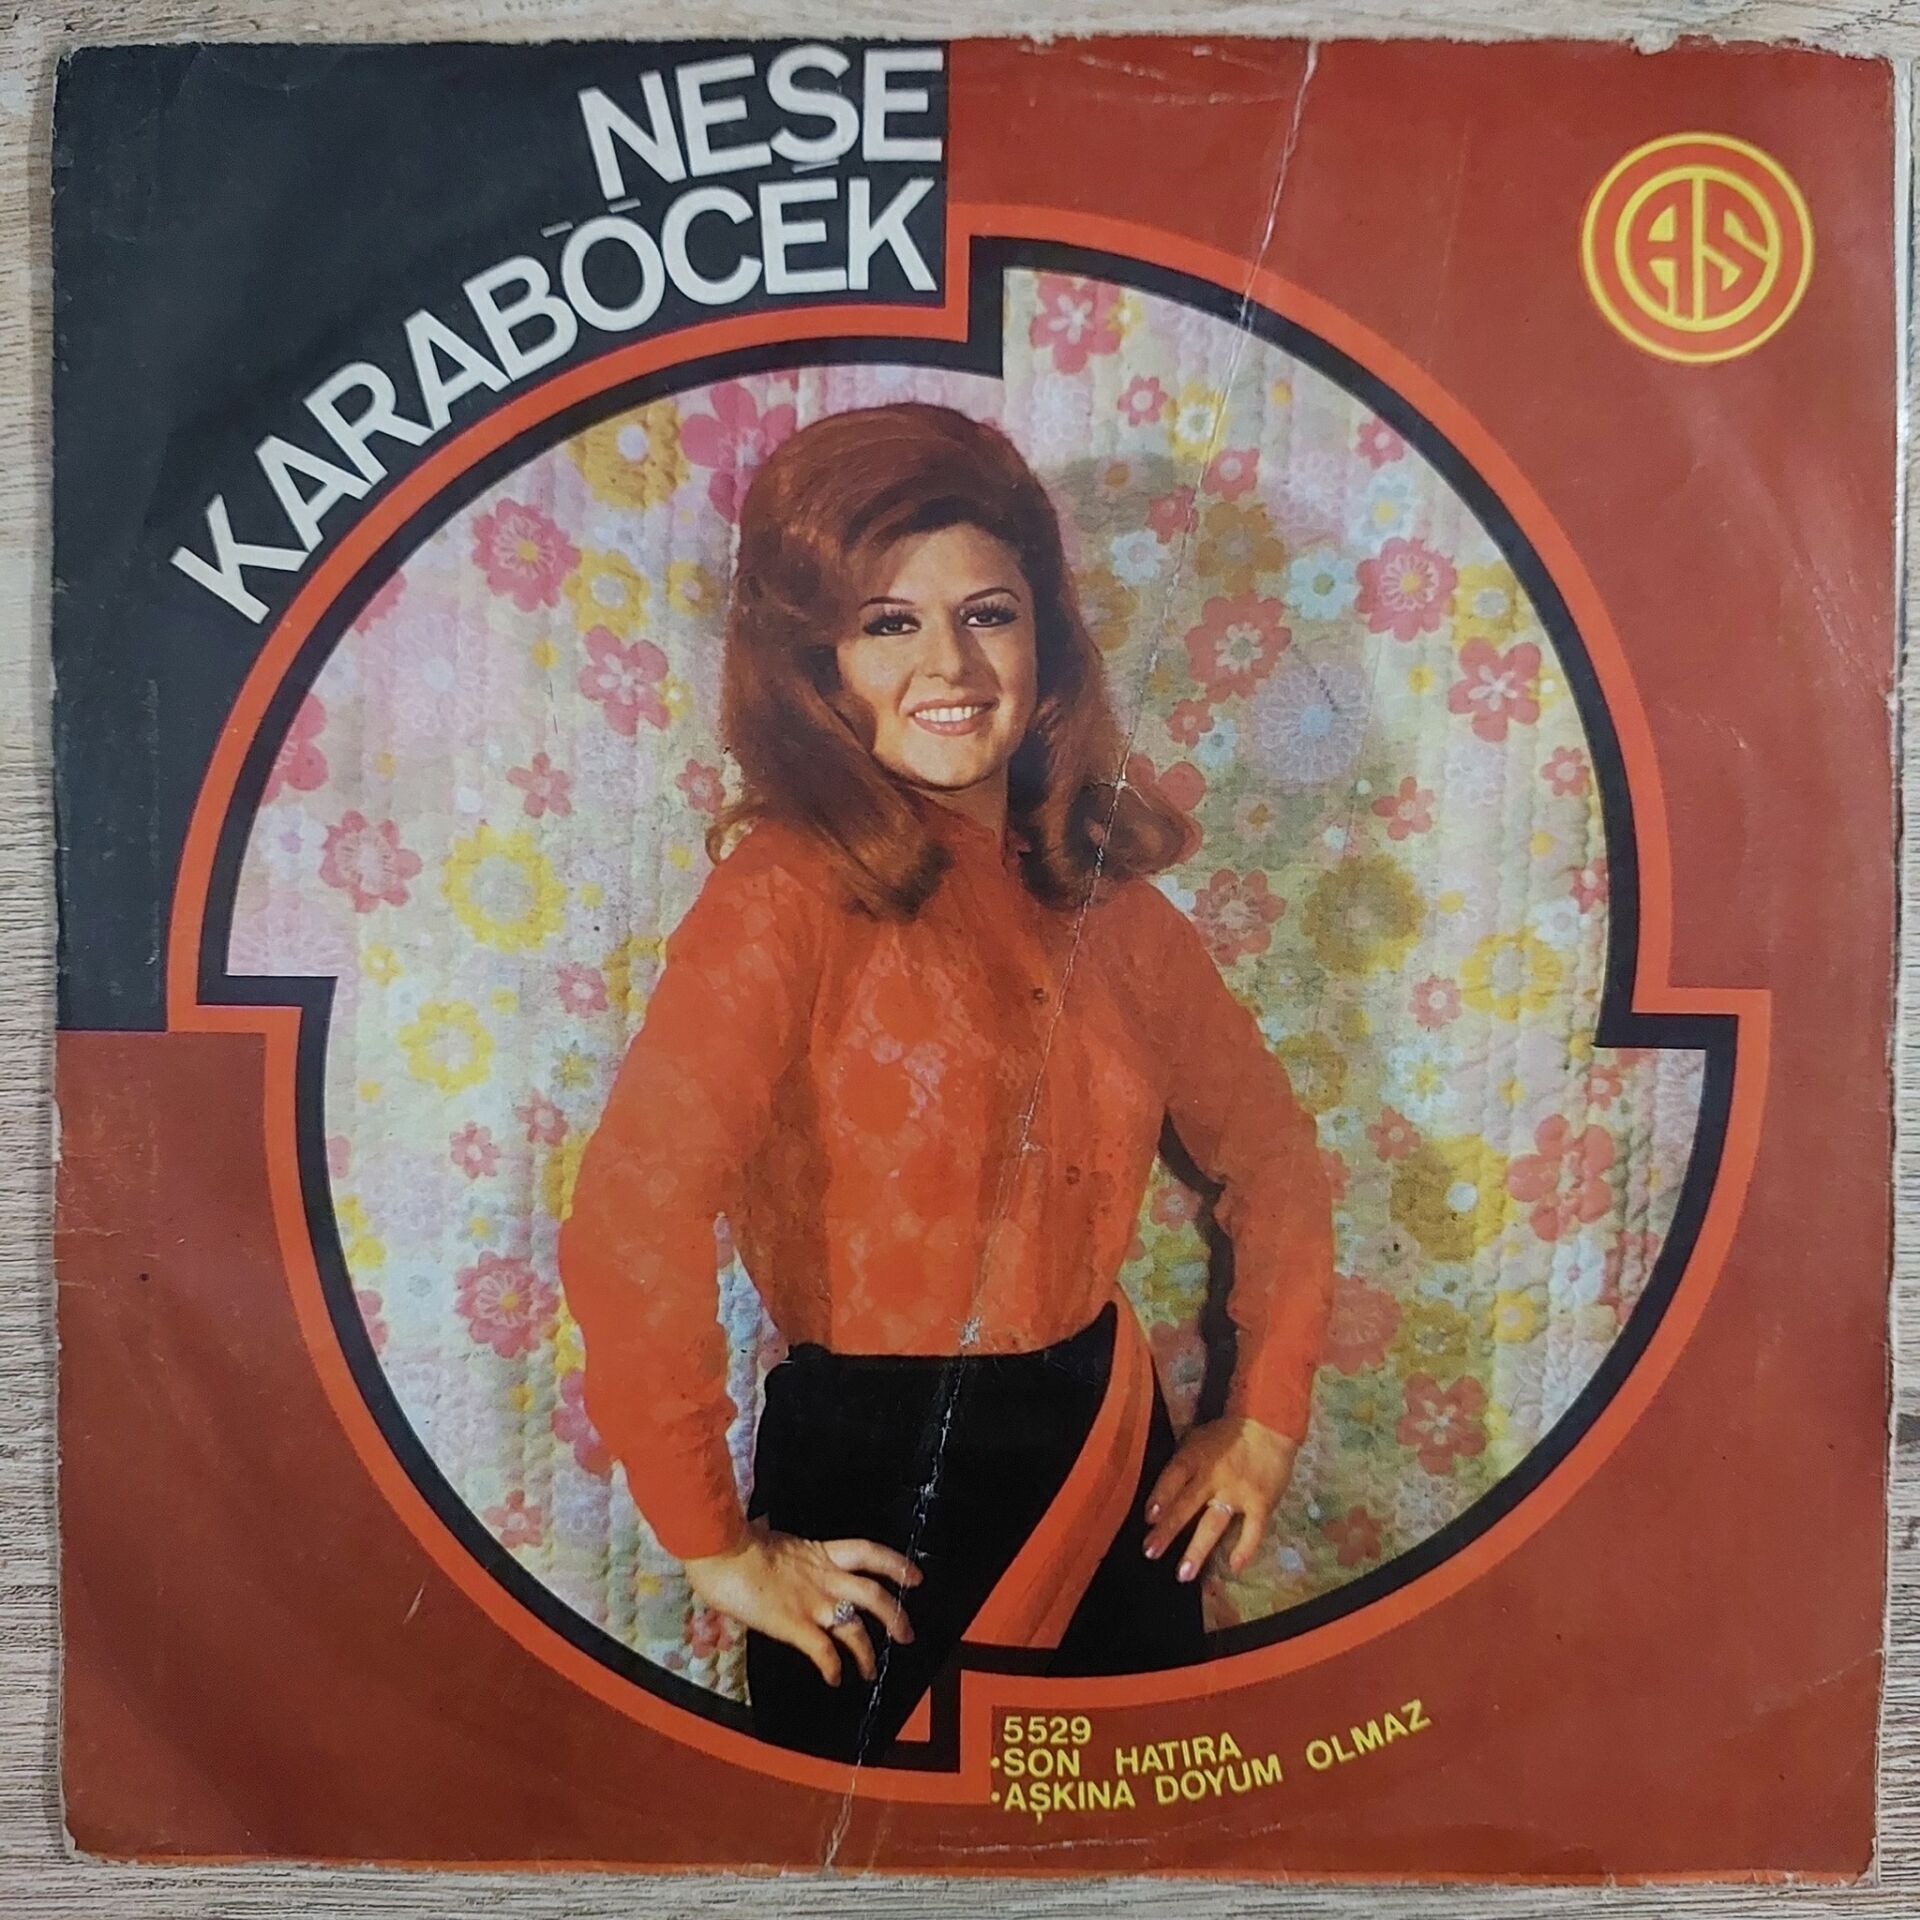 NEŞE
KARABÖCEK
AS
5529
•SON HATIRA
•AŞKINA DOYUM OLMAZ